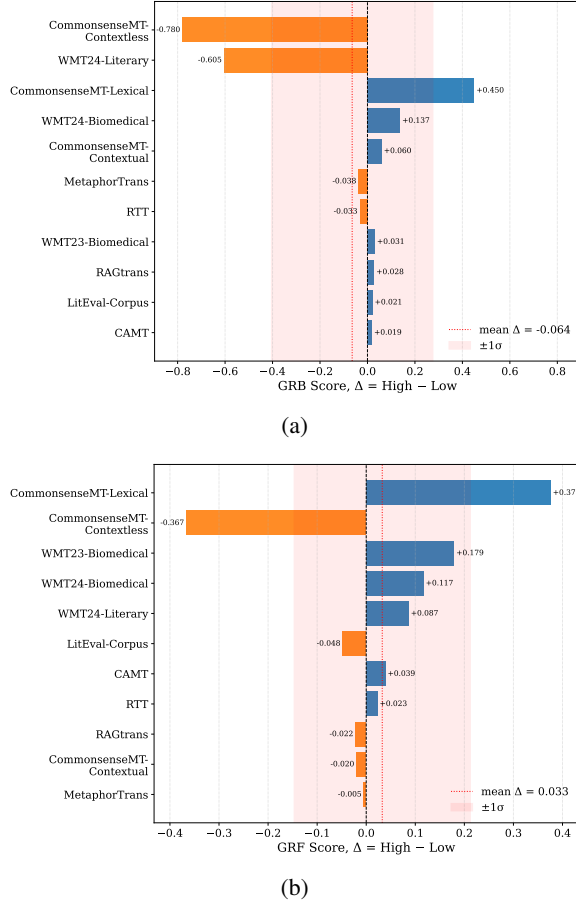 CommonsenseMT-
Contextless
-0.780
WMT24-Literary
-0.605
CommonsenseMT-Lexical
+0.450
WMT24-Biomedical
+0.137
CommonsenseMT-
Contextual
+0.060
MetaphorTrans
-0.038
RTT
-0.033
WMT23-Biomedical
+0.031
RAGtrans
+0.028
LitEval-Corpus
+0.021
CAMT
+0.019
mean Δ = -0.064
±1σ
−0.8 −0.6 −0.4 −0.2 0.0 0.2 0.4 0.6 0.8
GRB Score, Δ = High − Low
(a)
CommonsenseMT-Lexical
+0.37
CommonsenseMT-
Contextless
-0.367
WMT23-Biomedical
+0.179
WMT24-Biomedical
+0.117
WMT24-Literary
+0.087
LitEval-Corpus
-0.048
CAMT
+0.039
RTT
+0.023
RAGtrans
-0.022
CommonsenseMT-
Contextual
-0.020
MetaphorTrans
-0.005
mean Δ = 0.033
±1σ
−0.4 −0.3 −0.2 −0.1 0.0 0.1 0.2 0.3 0.4
GRF Score, Δ = High − Low
(b)